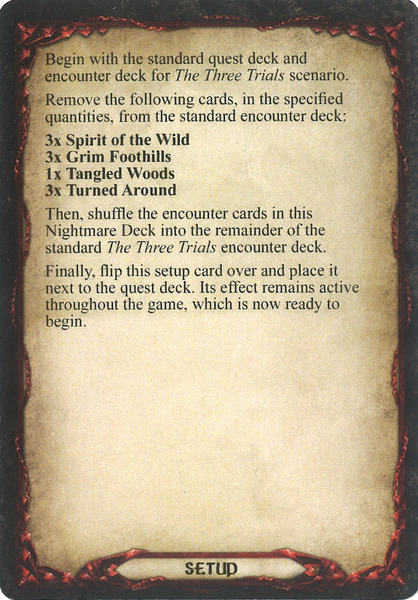 Begin with the standard quest deck and
encounter deck for The Three Trials scenario.
Remove the following cards, in the specified
quantities, from the standard encounter deck:
3x Spirit of the Wild
3x Grim Foothills
1x Tangled Woods
3x Turned Around
Then, shuffle the encounter cards in this
Nightmare Deck into the remainder of the
standard The Three Trials encounter deck.
Finally, flip this setup card over and place it
next to the quest deck. Its effect remains active
throughout the game, which is now ready to
begin.
SETUP